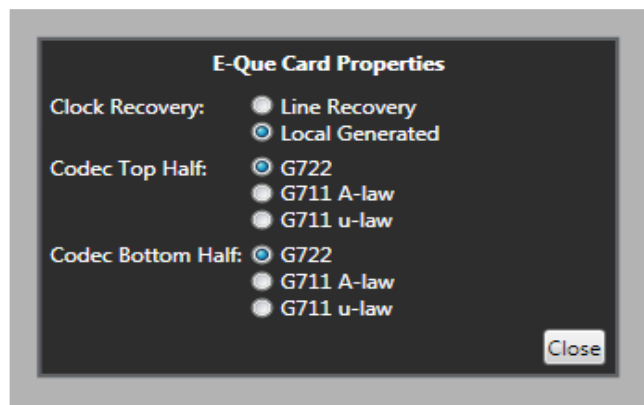 E-Que Card Properties
Clock Recovery: Line Recovery
Local Generated
Codec Top Half: G722
G711 A-law
G711 u-law
Codec Bottom Half: G722
G711 A-law
G711 u-law
Close